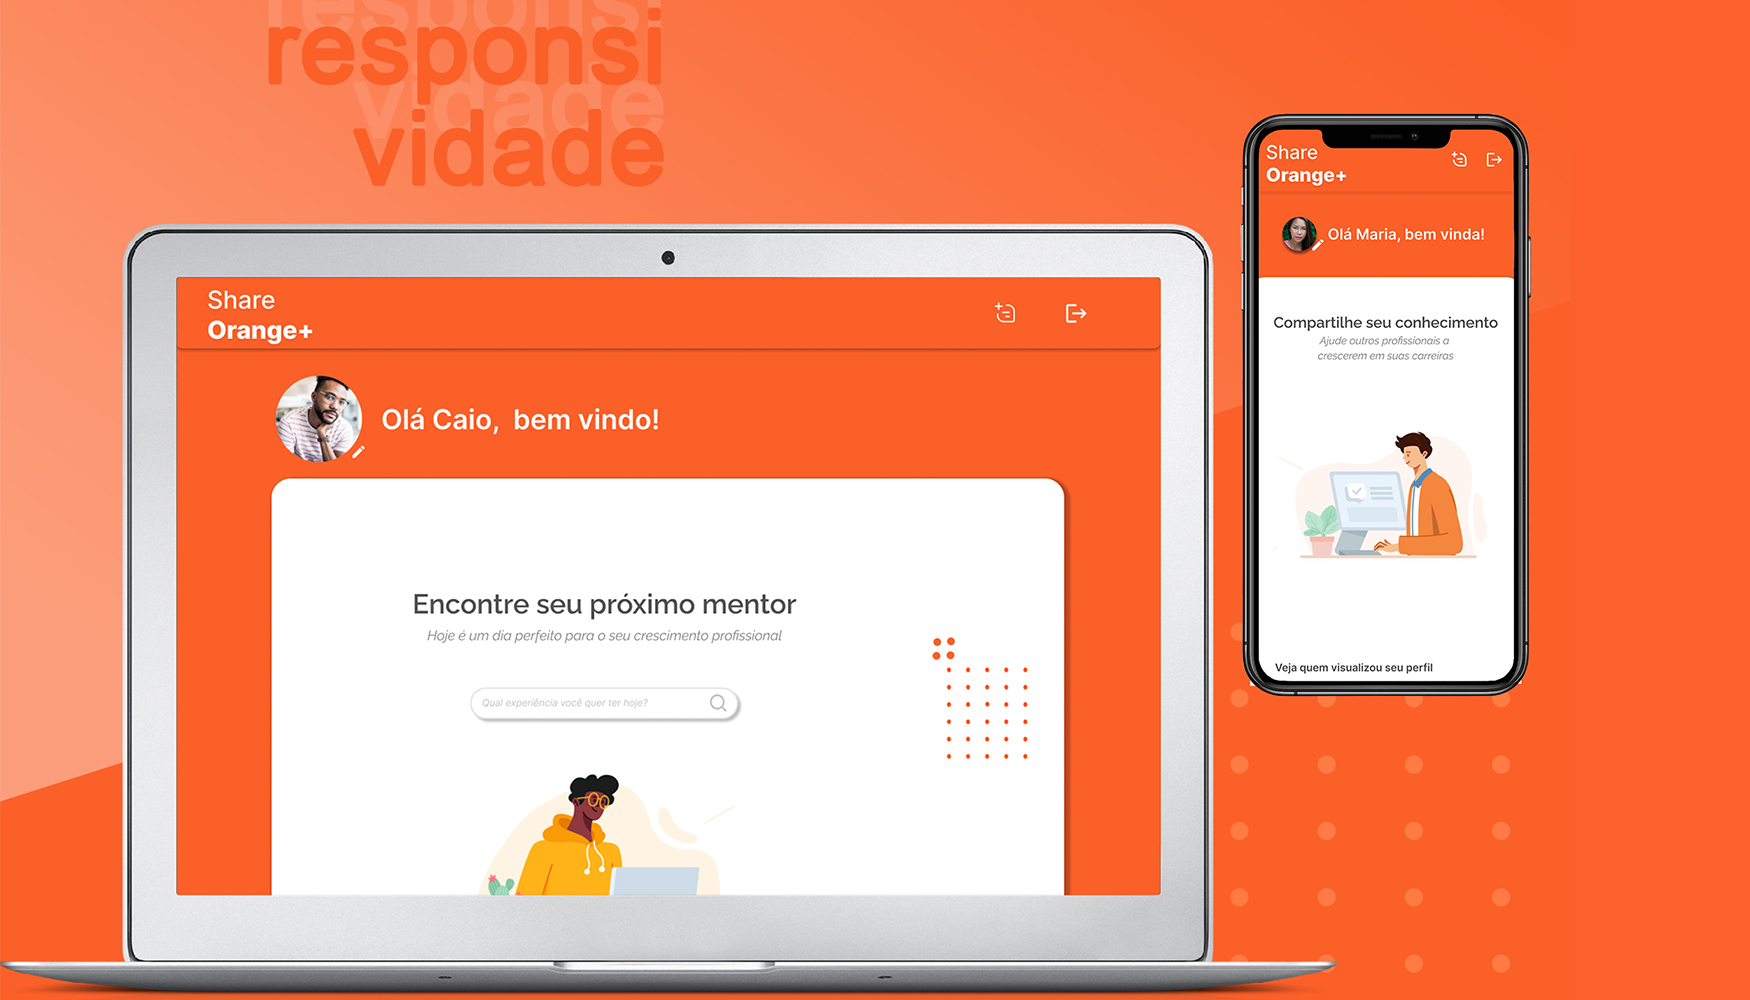 responsi
vidade
responsi
vidade
Share
Orange+
Olá Caio, bem vindo!
Encontre seu próximo mentor
Hoje é um dia perfeito para o seu crescimento profissional
Qual experiência você quer ter hoje?
Share
Orange+
Olá Maria, bem vinda!
Compartilhe seu conhecimento
Ajude outros profissionais a
crescerem em suas carreiras
Veja quem visualizou seu perfil